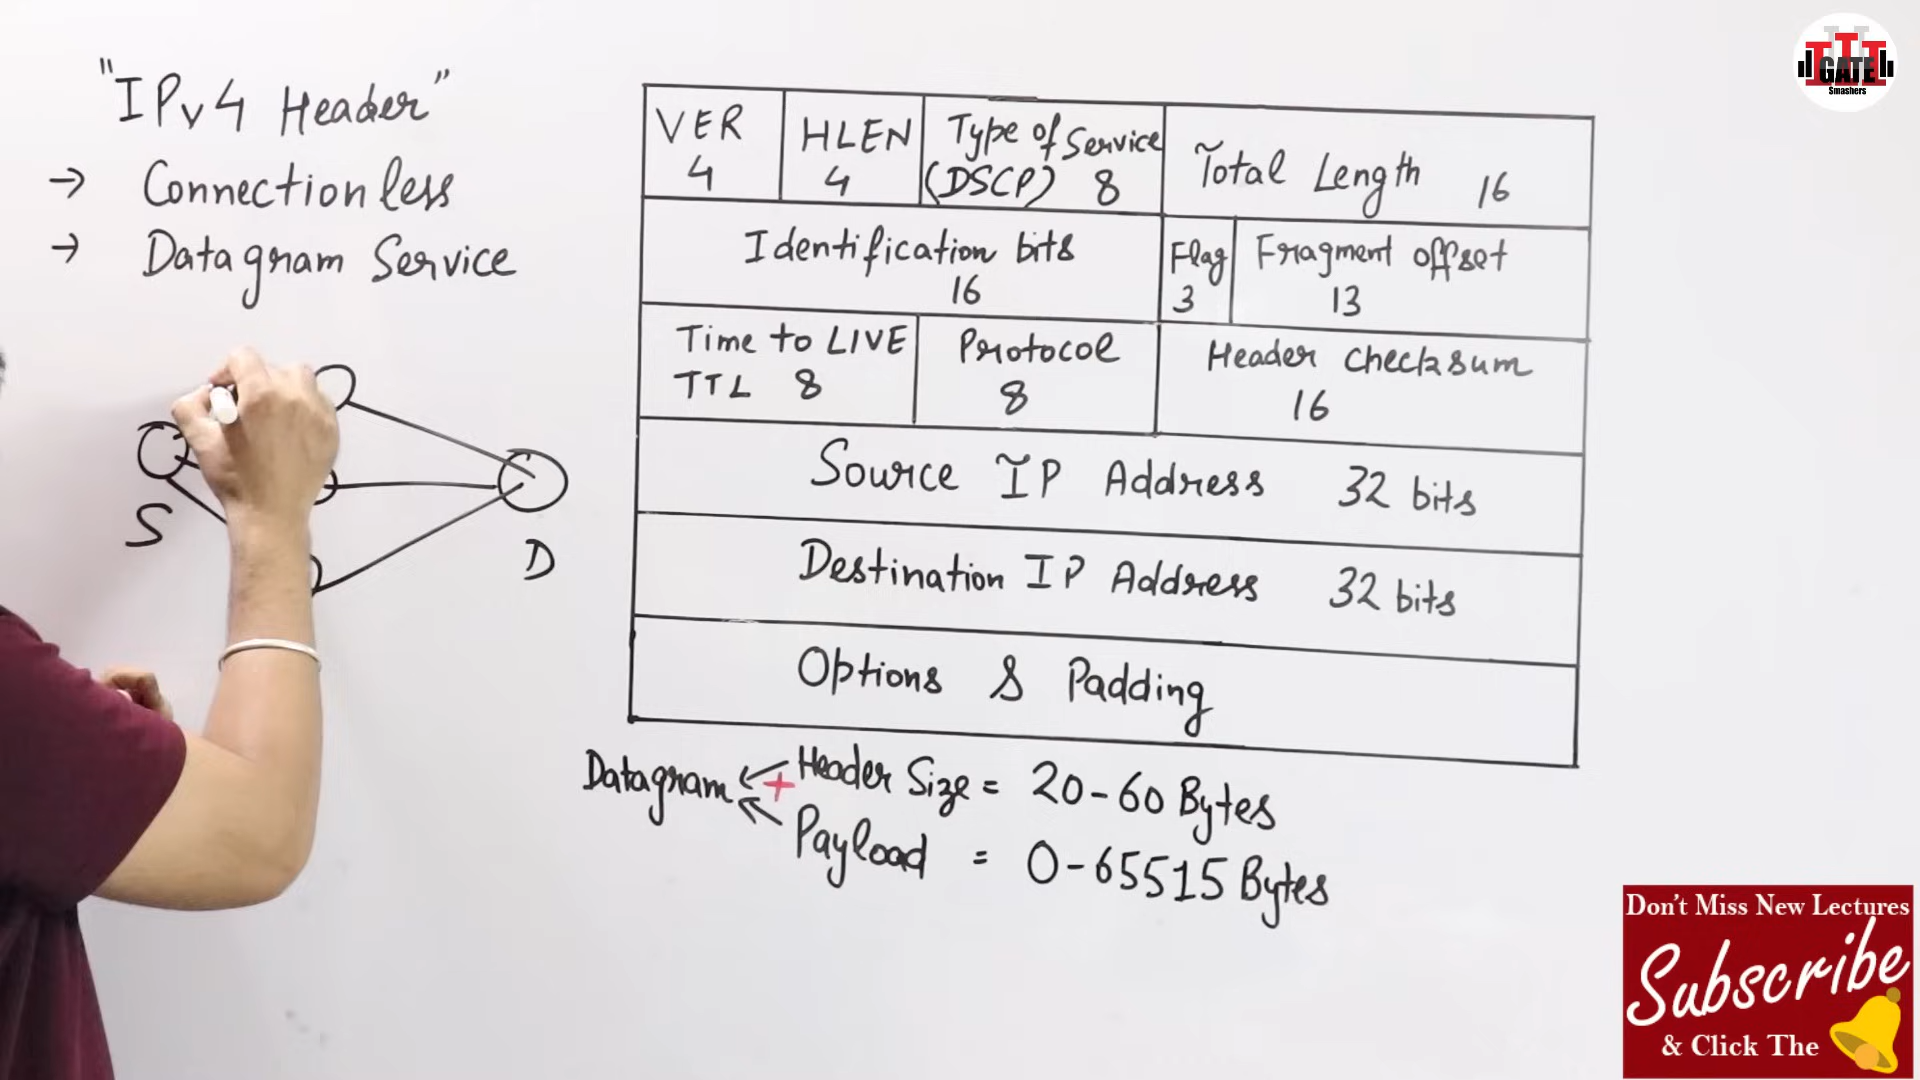 "IPv4 Header"
→ Connectionless
→ Datagram Service
S
D
VER
4
HLEN
4
Type of Service
(DSCP) 8
Total Length 16
Identification bits
16
Flag
3
Fragment offset
13
Time to LIVE
TTL 8
Protocol
8
Header checksum
16
Source IP Address 32 bits
Destination IP Address 32 bits
Options & Padding
Datagram ← + Header Size = 20-60 Bytes
← Payload = 0-65515 Bytes
GATE
Smashers
Don't Miss New Lectures
Subscribe
& Click The